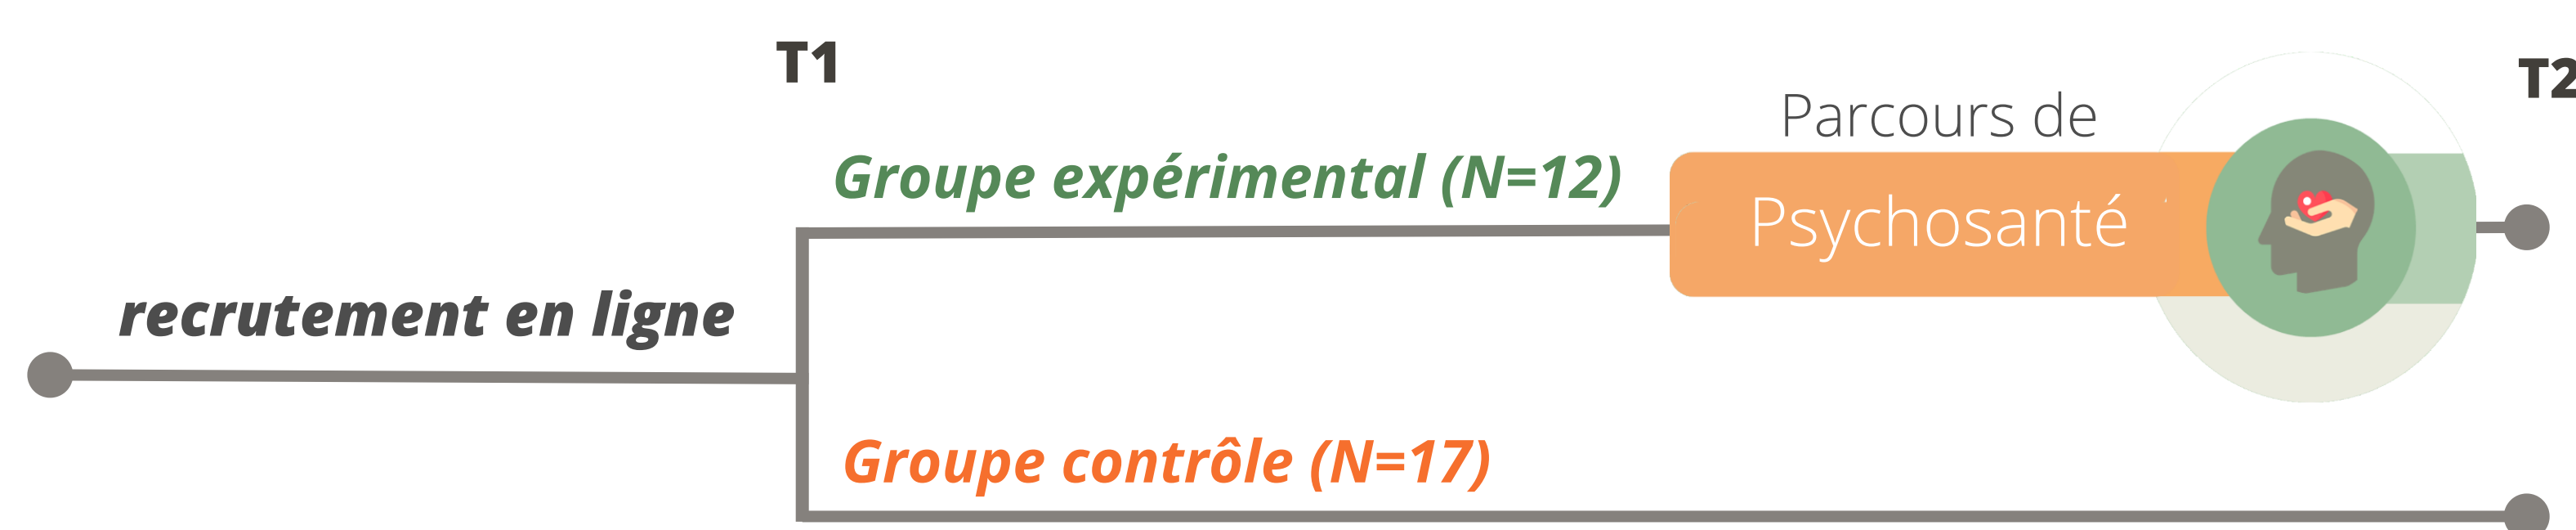 T1
T2
Parcours de
Groupe expérimental (N=12)
Psychosanté
recrutement en ligne
Groupe contrôle (N=17)